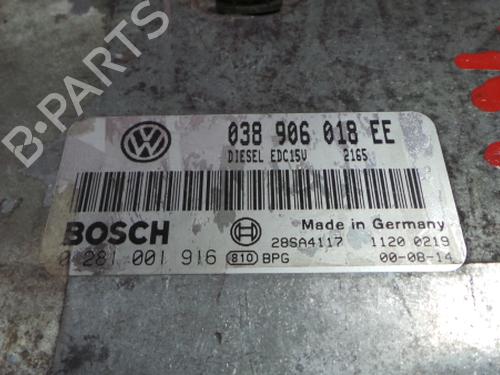 B-PARTS
VW
038 906 018 EE
DIESEL EDC15V 2165
BOSCH
Made in Germany
28SA4117 1120 0219
0 281 001 916 810 BPG 00-08-14